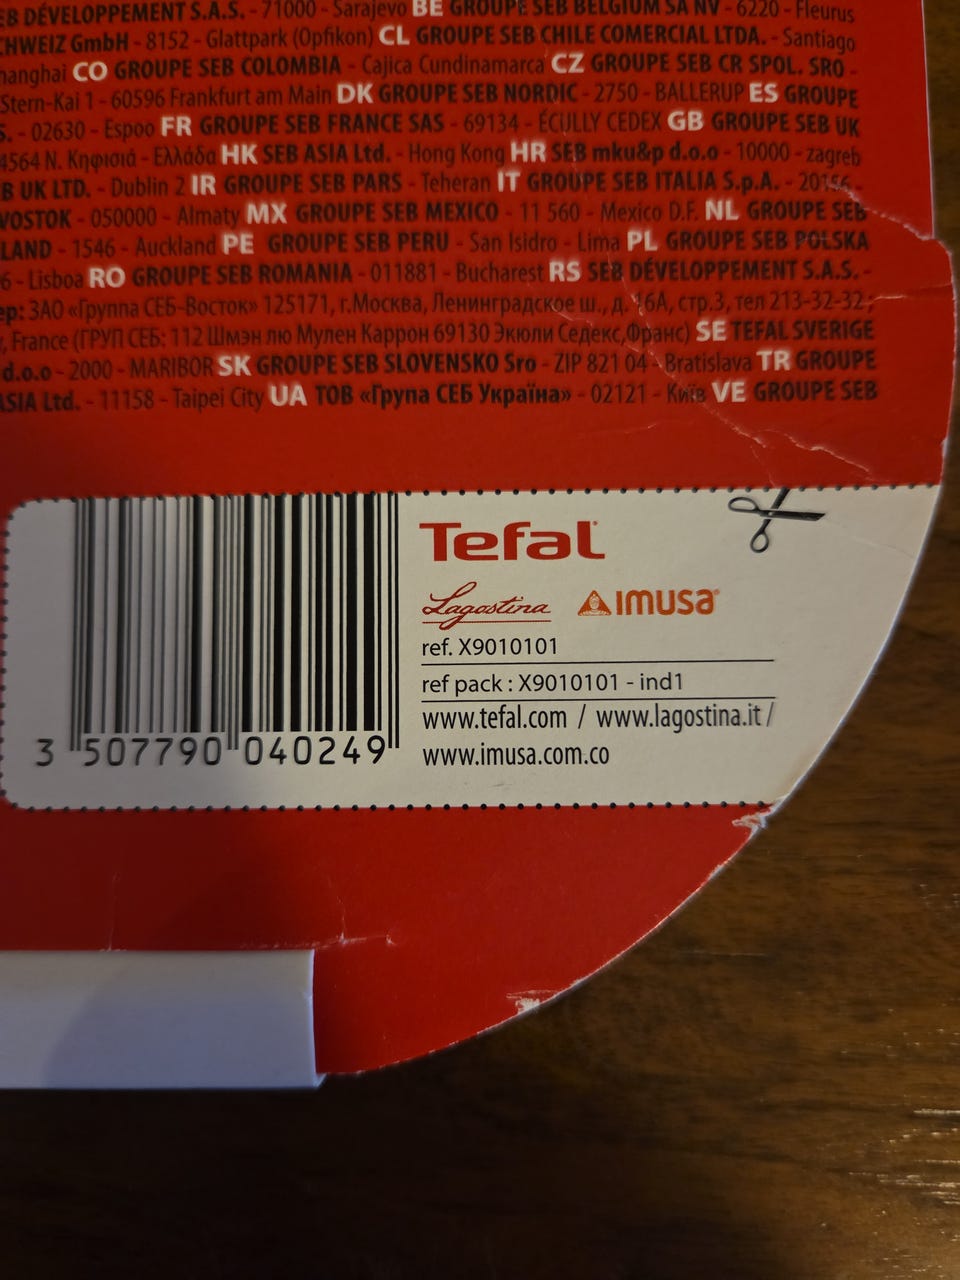 EB DÉVELOPPEMENT S.A.S. - 71000 - Sarajevo BE GROUPE SEB BELGIUM SA NV - 6220 - Fleurus
CHWEIZ GmbH - 8152 - Glattpark (Opfikon) CL GROUPE SEB CHILE COMERCIAL LTDA. - Santiago
hanghai CO GROUPE SEB COLOMBIA - Cajica Cundinamarca CZ GROUPE SEB CR SPOL. SRO -
Stern-Kai 1 - 60596 Frankfurt am Main DK GROUPE SEB NORDIC - 2750 - BALLERUP ES GROUPE
S. - 02630 - Espoo FR GROUPE SEB FRANCE SAS - 69134 - ÉCULLY CEDEX GB GROUPE SEB UK
4564 Ν. Κηφισιά - Ελλάδα HK SEB ASIA Ltd. - Hong Kong HR SEB mku&p d.o.o - 10000 - zagreb
B UK LTD. - Dublin 2 IR GROUPE SEB PARS - Teheran IT GROUPE SEB ITALIA S.p.A. - 20156
VOSTOK - 050000 - Almaty MX GROUPE SEB MEXICO - 11 560 - Mexico D.F. NL GROUPE SEB
LAND - 1546 - Auckland PE GROUPE SEB PERU - San Isidro - Lima PL GROUPE SEB POLSKA
6 - Lisboa RO GROUPE SEB ROMANIA - 011881 - Bucharest RS SEB DÉVELOPPEMENT S.A.S. -
ер: ЗАО «Группа СЕБ-Восток» 125171, г.Москва, Ленинградское ш., д. 16А, стр.3, тел 213-32-32;
, France (ГРУП СЕБ: 112 Шмэн лю Мулен Каррон 69130 Экюли Седекс,Франс) SE TEFAL SVERIGE
d.o.o - 2000 - MARIBOR SK GROUPE SEB SLOVENSKO Sro - ZIP 821 04 - Bratislava TR GROUPE
ASIA Ltd. - 11158 - Taipei City UA ТОВ «Група СЕБ Україна» - 02121 - Київ VE GROUPE SEB
Tefal
Lagostina IMUSA
ref. X9010101
ref pack : X9010101 - ind1
www.tefal.com / www.lagostina.it /
www.imusa.com.co
3 507790 040249